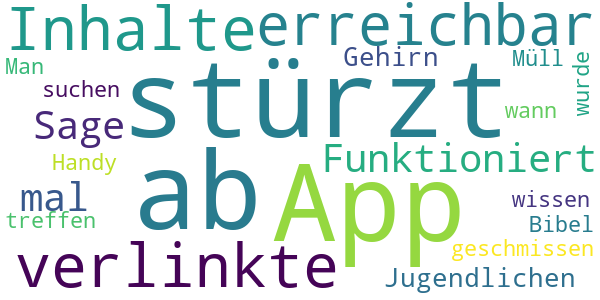 Inhalte erreichbar
Man Gehirn Müll wurde
suchen stürzt wann
Sage Funktioniert
Handy ab App
mal wissen
treffen Bibel
verlinkte geschmissen
Jugendlichen